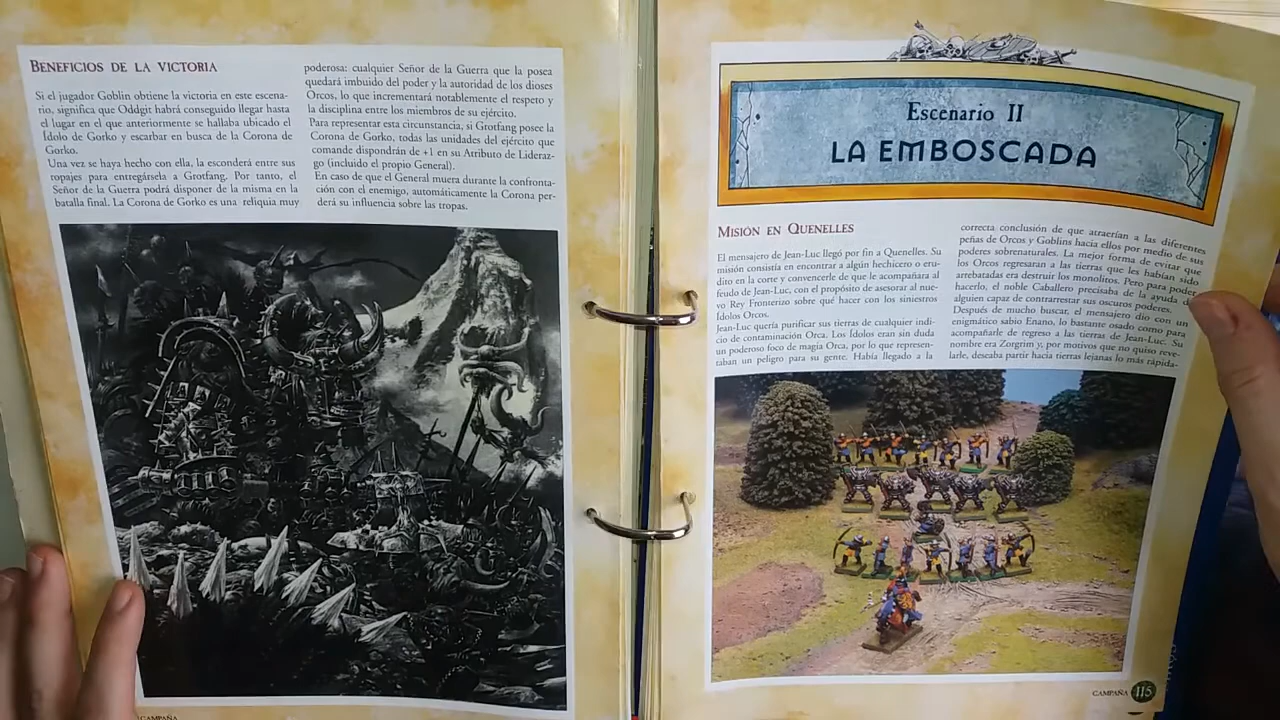 BENEFICIOS DE LA VICTORIA
Si el jugador Goblin obtiene la victoria en este escena-
rio, significa que Oddgit habrá conseguido llegar hasta
el lugar en el que anteriormente se hallaba ubicado el
Ídolo de Gorko y escarbar en busca de la Corona de
Gorko.
Una vez se haya hecho con ella, la esconderá entre sus
ropajes para entregársela a Grotfang. Por tanto, el
Señor de la Guerra podrá disponer de la misma en la
batalla final. La Corona de Gorko es una reliquia muy
poderosa: cualquier Señor de la Guerra que la posea
quedará imbuido del poder y la autoridad de los dioses
Orcos, lo que incrementará notablemente el respeto y
la disciplina entre los miembros de su ejército.
Para representar esta circunstancia, si Grotfang posee la
Corona de Gorko, todas las unidades del ejército que
comande dispondrán de +1 en su Atributo de Lideraz-
go (incluido el propio General).
En caso de que el General muera durante la confronta-
ción con el enemigo, automáticamente la Corona per-
derá su influencia sobre las tropas.
CAMPAÑA
Escenario II
LA EMBOSCADA
MISIÓN EN QUENELLES
El mensajero de Jean-Luc llegó por fin a Quenelles. Su
misión consistía en encontrar a algún hechicero o eru-
dito en la corte y convencerle de que le acompañara al
feudo de Jean-Luc, con el propósito de asesorar al nue-
vo Rey Fronterizo sobre qué hacer con los siniestros
Ídolos Orcos.
Jean-Luc quería purificar sus tierras de cualquier indi-
cio de contaminación Orca. Los Ídolos eran sin duda
un poderoso foco de magia Orca, por lo que represen-
taban un peligro para su gente. Había llegado a la
correcta conclusión de que atraerían a las diferentes
peñas de Orcos y Goblins hacia ellos por medio de sus
poderes sobrenaturales. La mejor forma de evitar que
los Orcos regresaran a las tierras que les habían sido
arrebatadas era destruir los monolitos. Pero para poder
hacerlo, el noble Caballero precisaba de la ayuda de
alguien capaz de contrarrestar sus oscuros poderes.
Después de mucho buscar, el mensajero dio con un
enigmático sabio Enano, lo bastante osado como para
acompañarle de regreso a las tierras de Jean-Luc. Su
nombre era Zorgrim y, por motivos que no quiso reve-
larle, deseaba partir hacia tierras lejanas lo más rápida-
CAMPAÑA 115